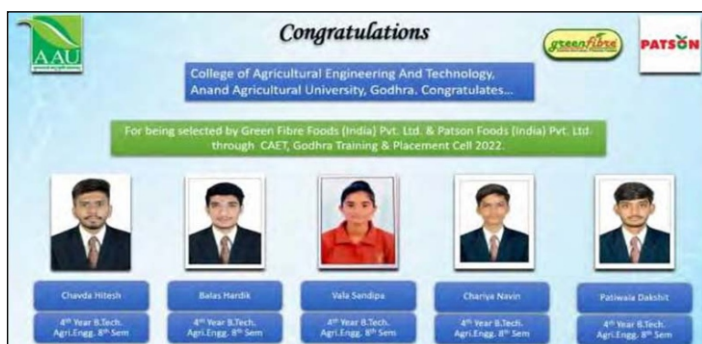 Congratulations
AAU
greenfibre
PATSON
College of Agricultural Engineering And Technology,
Anand Agricultural University, Godhra. Congratulates...
For being selected by Green Fibre Foods (India) Pvt. Ltd. & Patson Foods (India) Pvt. Ltd.
through CAET, Godhra Training & Placement Cell 2022.
Chavda Hitesh
Balas Hardik
Vala Sandipa
Chariya Navin
Patiwala Dakshit
4th Year B.Tech.
Agri.Engg. 8th Sem
4th Year B.Tech.
Agri.Engg. 8th Sem
4th Year B.Tech.
Agri.Engg. 8th Sem
4th Year B.Tech.
Agri.Engg. 8th Sem
4th Year B.Tech.
Agri.Engg. 8th Sem